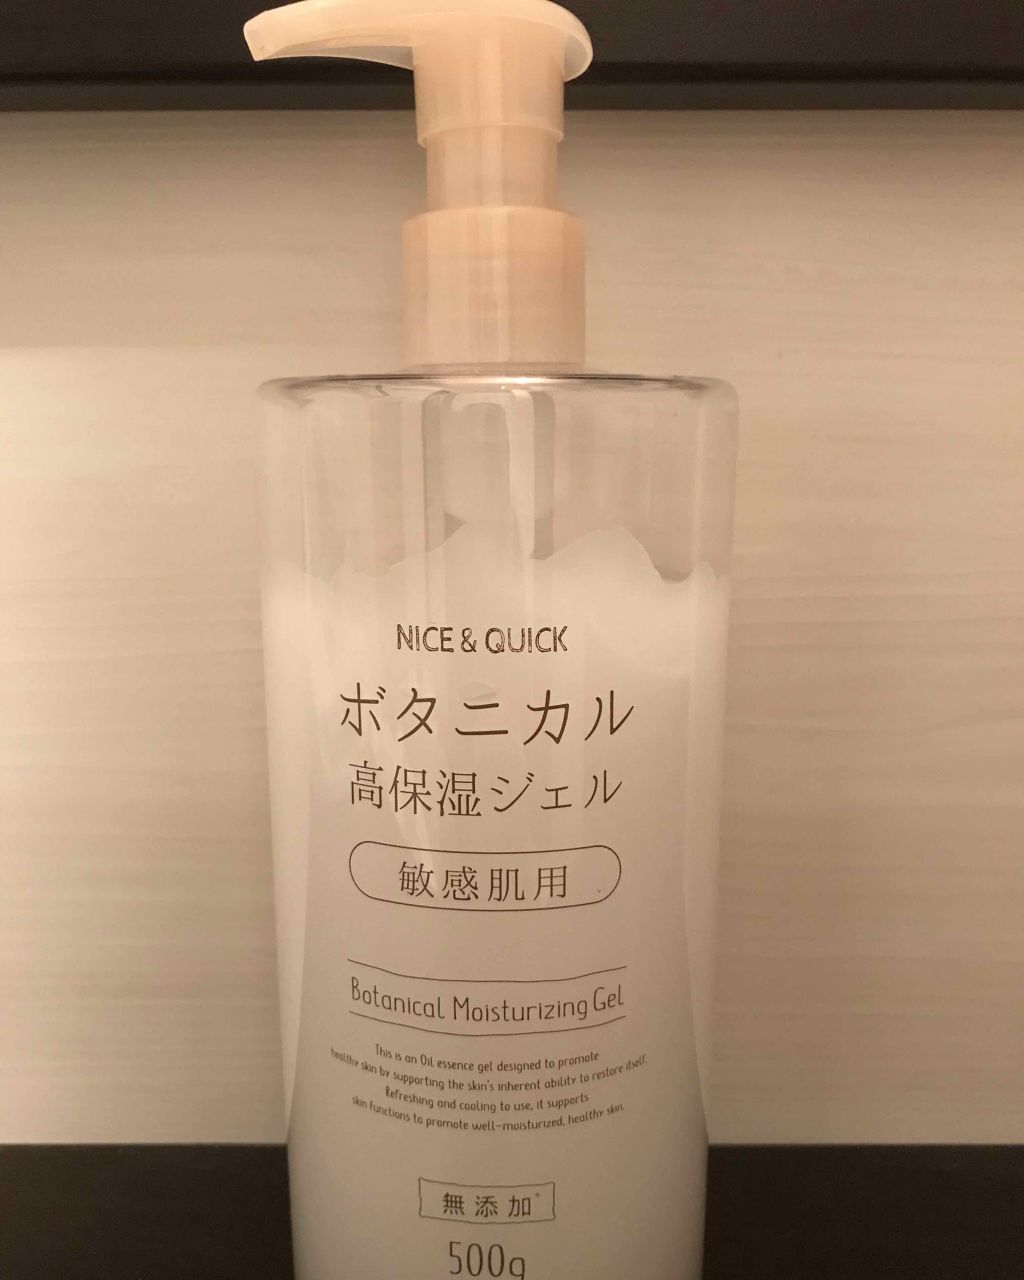 NICE & QUICK
ボタニカル
高保湿ジェル
敏感肌用
Botanical Moisturizing Gel
This is an Oil essence gel designed to promote
healthy skin by supporting the skin's inherent ability to restore itself.
Refreshing and cooling to use, it supports
skin functions to promote well-moisturized, healthy skin.
無添加*
500g